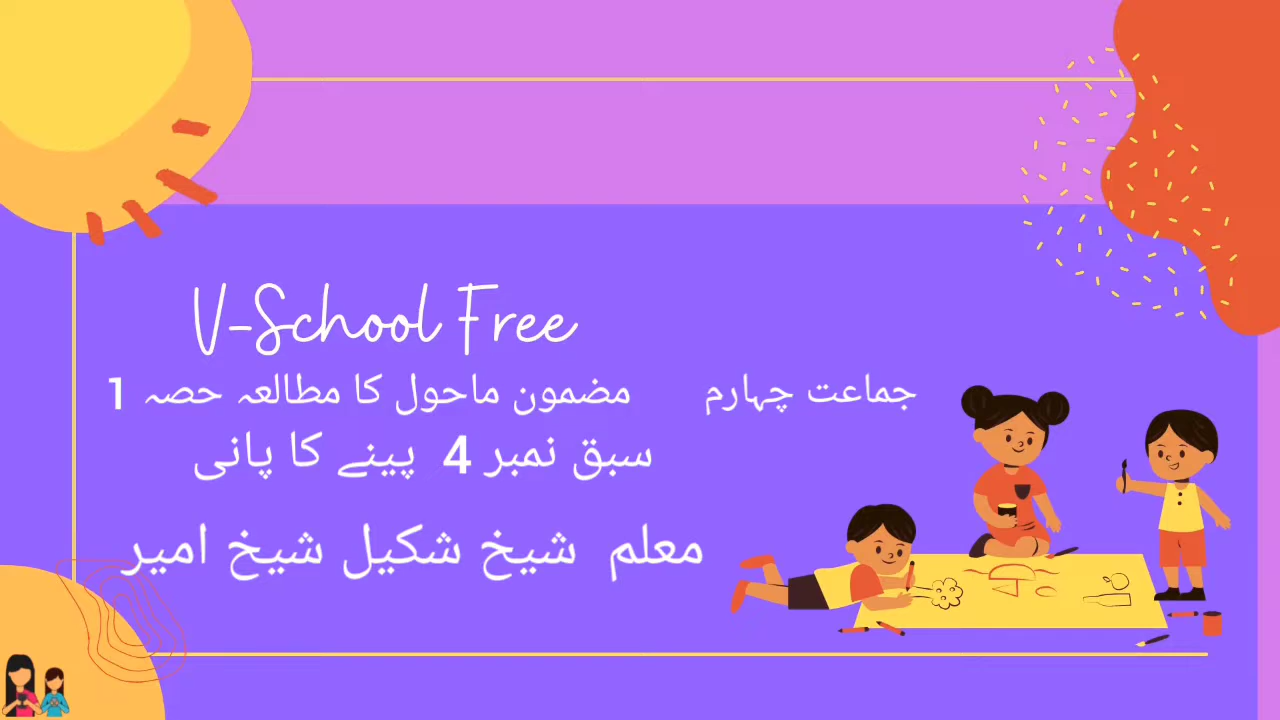 V-School Free
جماعت چہارم مضمون ماحول کا مطالعہ حصہ 1
سبق نمبر 4 پینے کا پانی
معلم شیخ شکیل شیخ امیر